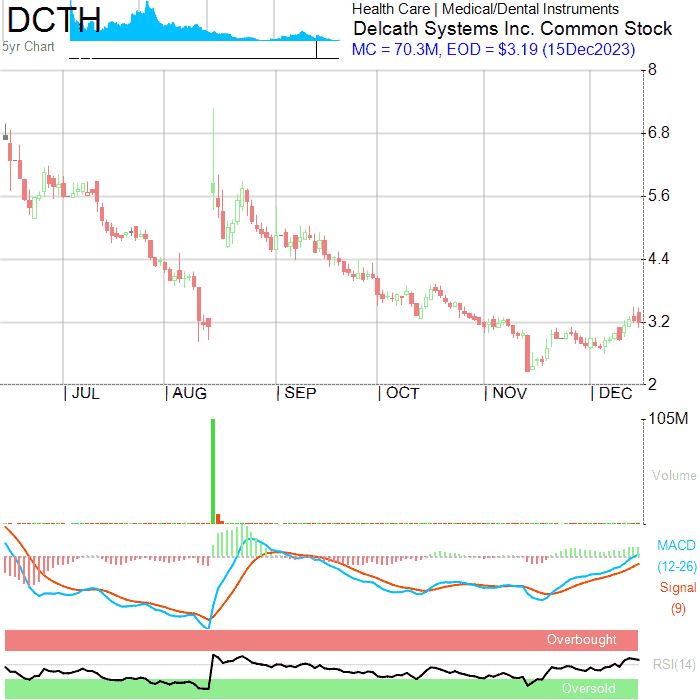 DCTH
5yr Chart
Health Care | Medical/Dental Instruments
Delcath Systems Inc. Common Stock
MC = 70.3M, EOD = $3.19 (15Dec2023)
8
6.8
5.6
4.4
3.2
2
| JUL | AUG | SEP | OCT | NOV | DEC
105M
Volume
MACD
(12-26)
Signal
(9)
Overbought
RSI(14)
Oversold